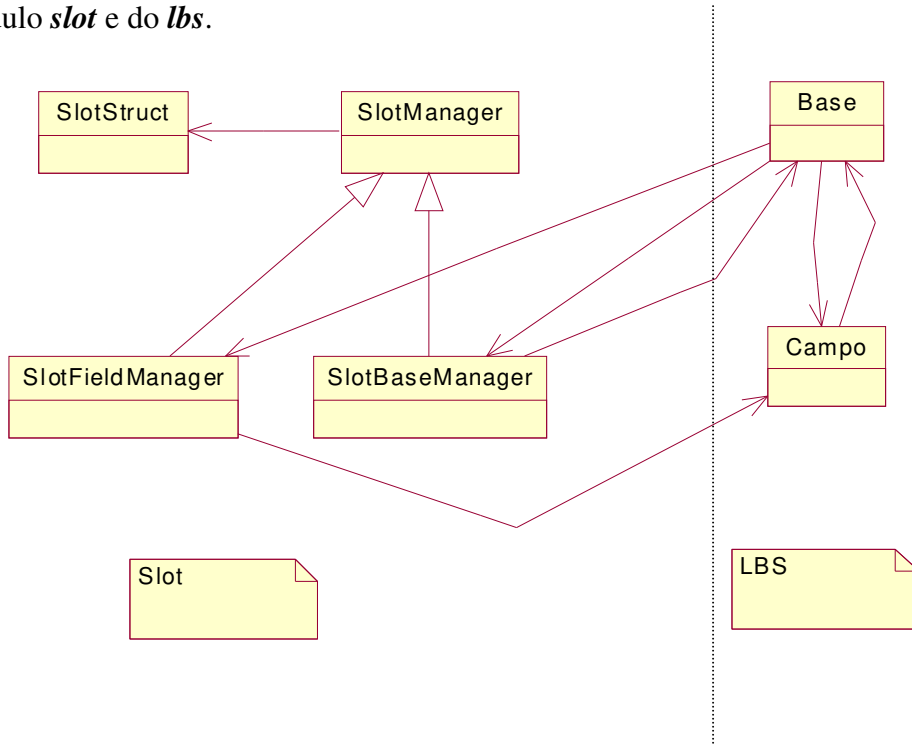 ulo slot e do lbs.
SlotStruct
SlotManager
Base
SlotFieldManager
SlotBaseManager
Campo
Slot
LBS